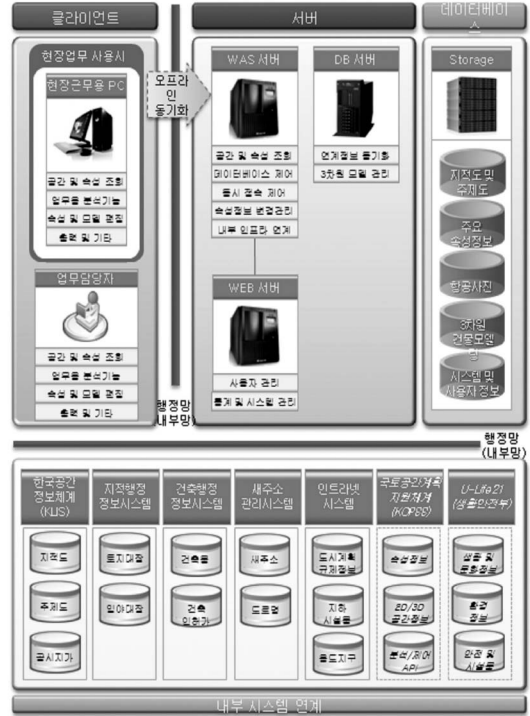 클라이언트
서버
데이터베이
스
현장업무 사용시
현장근무용 PC
공간 및 속성 조회
업무용 분석기능
속성 및 모델 편집
출력 및 기타
업무담당자
공간 및 속성 조회
업무용 분석기능
속성 및 모델 편집
출력 및 기타
오프라
인
동기화
WAS 서버
공간 및 속성 조회
데이터베이스 제어
동시 접속 제어
속성정보 변경관리
내부 인프라 연계
DB 서버
연계정보 동기화
3차원 모델 관리
WEB 서버
사용자 관리
통계 및 시스템 관리
Storage
지적도 및
주제도
주요
속성정보
항공사진
3차원
건물모델
링
시스템 및
사용자 정보
행정망
(내부망)
행정망
(내부망)
한국공간
정보체계
(KLIS)
지적도
주제도
공시지가
지적행정
정보시스템
토지대장
임야대장
건축행정
정보시스템
건축물
건축
인허가
새주소
관리시스템
새주소
도로명
인트라넷
시스템
도시계획
규제정보
지하
시설물
용도지구
국토공간계획
지원체계
(KOPSS)
속성정보
2D/3D
공간정보
분석/제어
API
U-Life21
(생활안전부)
생활 및
문화정보
환경
정보
안전 및
시설물
내부 시스템 연계